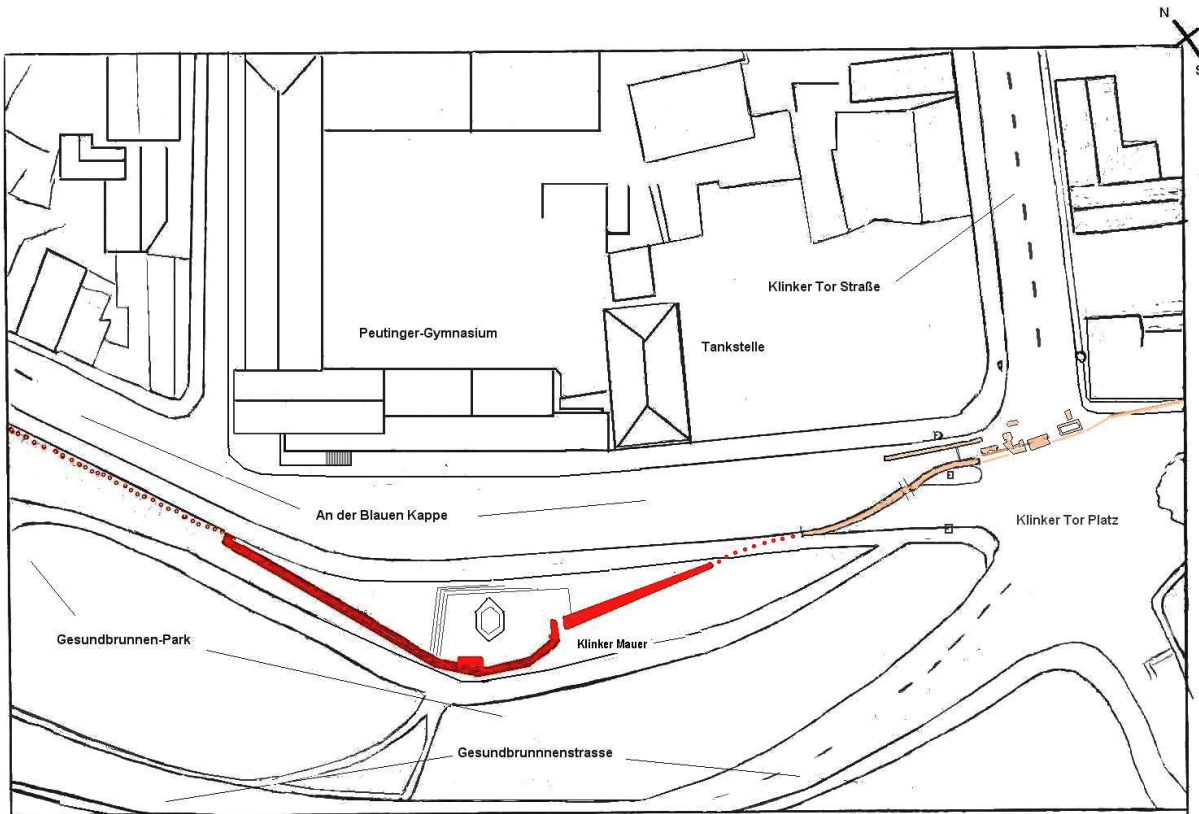 N
S
Klinker Tor Straße
Peutinger-Gymnasium
Tankstelle
An der Blauen Kappe
Klinker Tor Platz
Gesundbrunnen-Park
Klinker Mauer
Gesundbrunnnenstrasse